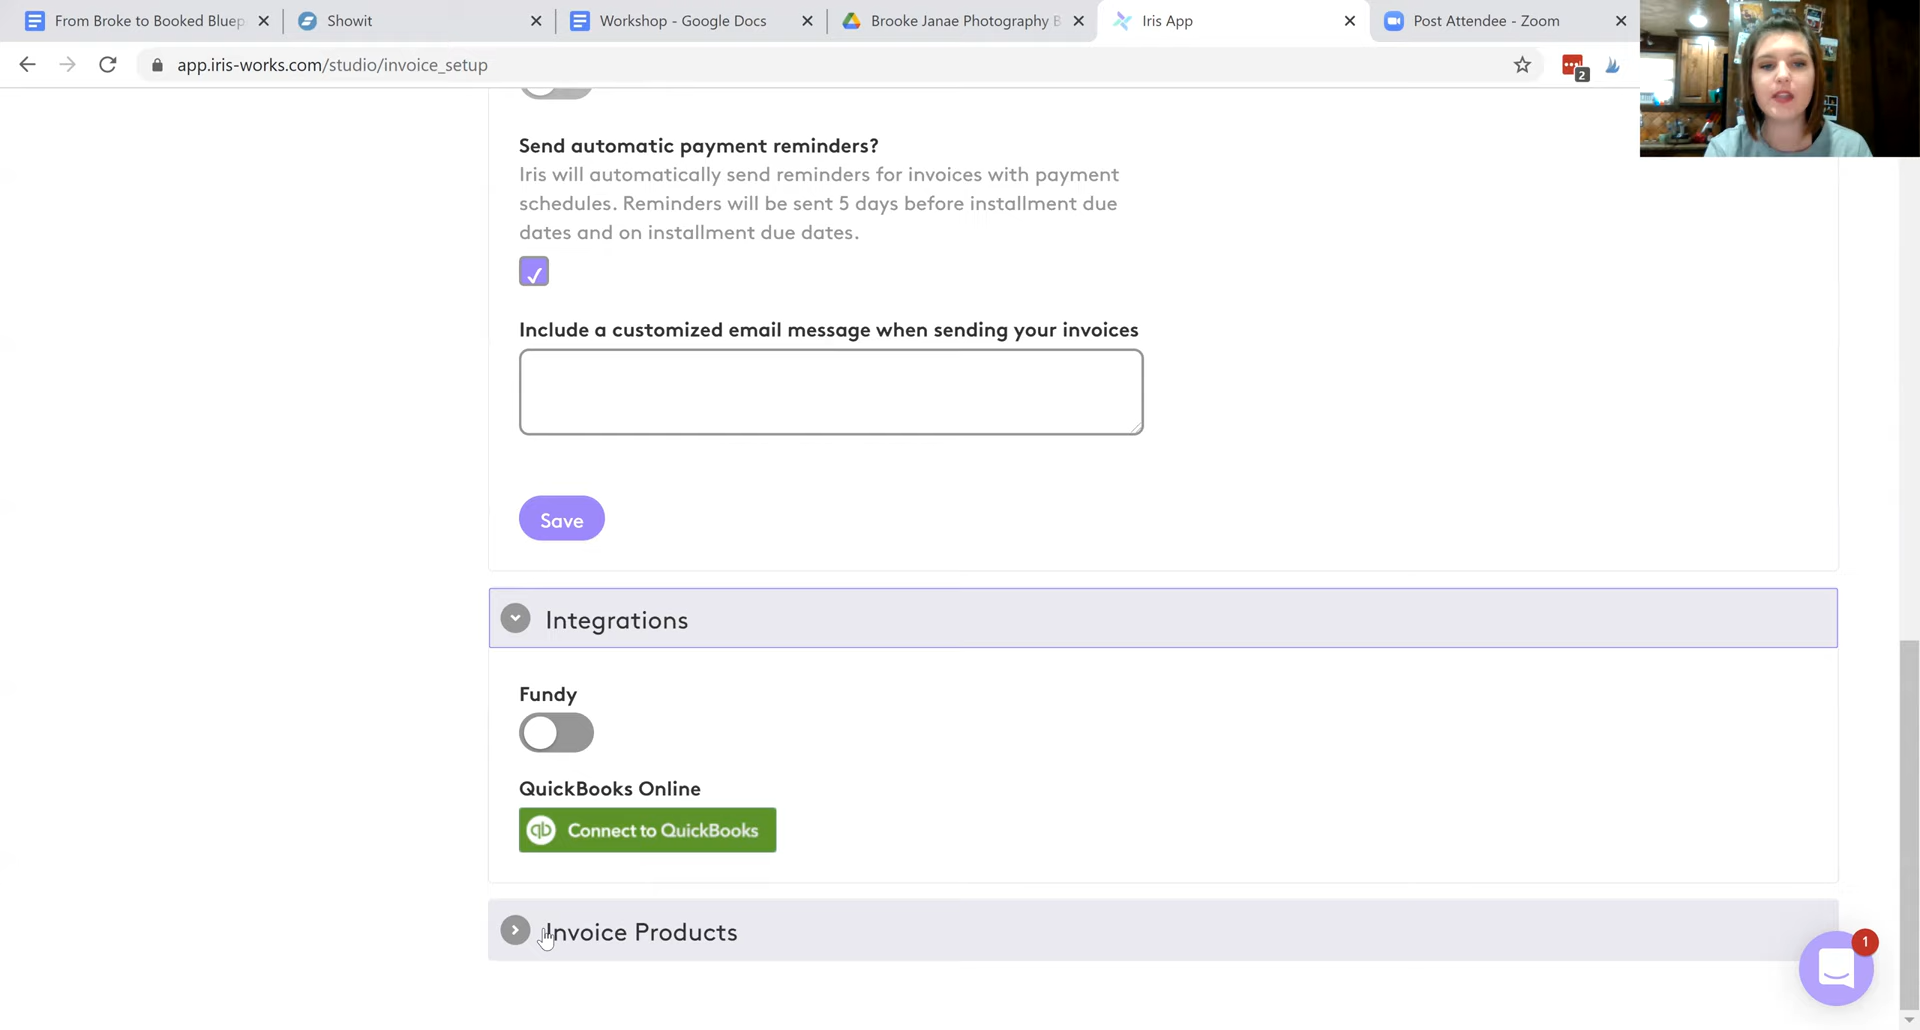 From Broke to Booked Bluep
Showit
Workshop - Google Docs
Brooke Janae Photography B
Iris App
Post Attendee - Zoom
app.iris-works.com/studio/invoice_setup
2
Send automatic payment reminders?
Iris will automatically send reminders for invoices with payment
schedules. Reminders will be sent 5 days before installment due
dates and on installment due dates.
Include a customized email message when sending your invoices
Save
Integrations
Fundy
QuickBooks Online
qb Connect to QuickBooks
Invoice Products
1